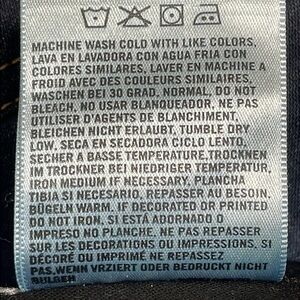 MACHINE WASH COLD WITH LIKE COLORS,
LAVA EN LAVADORA CON AGUA FRIA CON
COLORES SIMILARES, LAVER EN MACHINE A
FROID AVEC DES COULEURS SIMILAIRES,
WASCHEN BEI 30 GRAD, NORMAL, DO NOT
BLEACH, NO USAR BLANQUEADOR, NE PAS
UTILISER D'AGENTS DE BLANCHIMENT,
BLEICHEN NICHT ERLAUBT, TUMBLE DRY
LOW, SECA EN SECADORA CICLO LENTO,
SECHER A BASSE TEMPERATURE,TROCKNEN
IM TROCKNER BEI NIEDRIGER TEMPERATUR,
IRON MEDIUM IF NECESSARY, PLANCHA
TIBIA SI NECESARIO, REPASSER AU BESOIN,
BÜGELN WARM, IF DECORATED OR PRINTED
DO NOT IRON, SI ESTÁ ADORNADO O
IMPRESO NO PLANCHE, NE PAS REPASSER
SUR LES DECORATIONS OU IMPRESSIONS, SI
DÉCORÉ OU IMPRIMÉ NE REPASSEZ
PAS,WENN VRZIERT ODER BEDRUCKT NICHT
BÜLGEN